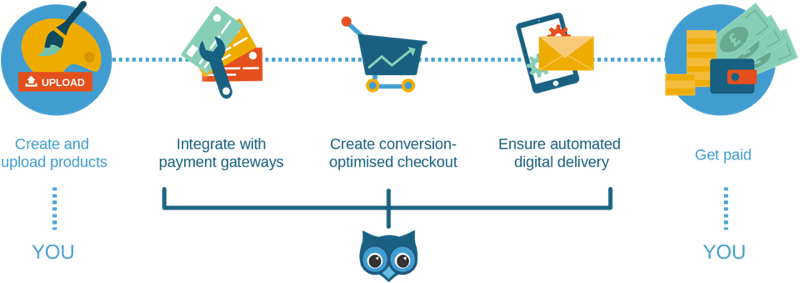 UPLOAD
Create and
upload products
Integrate with
payment gateways
Create conversion-
optimised checkout
Ensure automated
digital delivery
Get paid
YOU
YOU